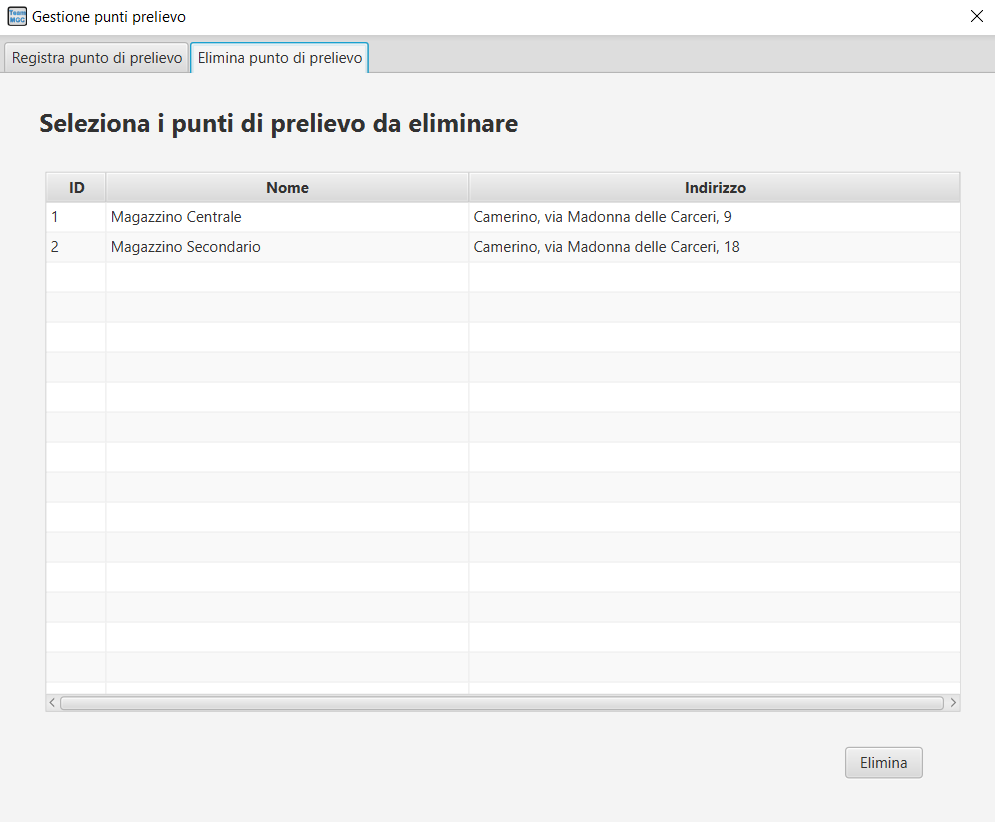 Team
MGC
Gestione punti prelievo
Registra punto di prelievo Elimina punto di prelievo
Seleziona i punti di prelievo da eliminare
ID Nome Indirizzo
1 Magazzino Centrale Camerino, via Madonna delle Carceri, 9
2 Magazzino Secondario Camerino, via Madonna delle Carceri, 18
Elimina